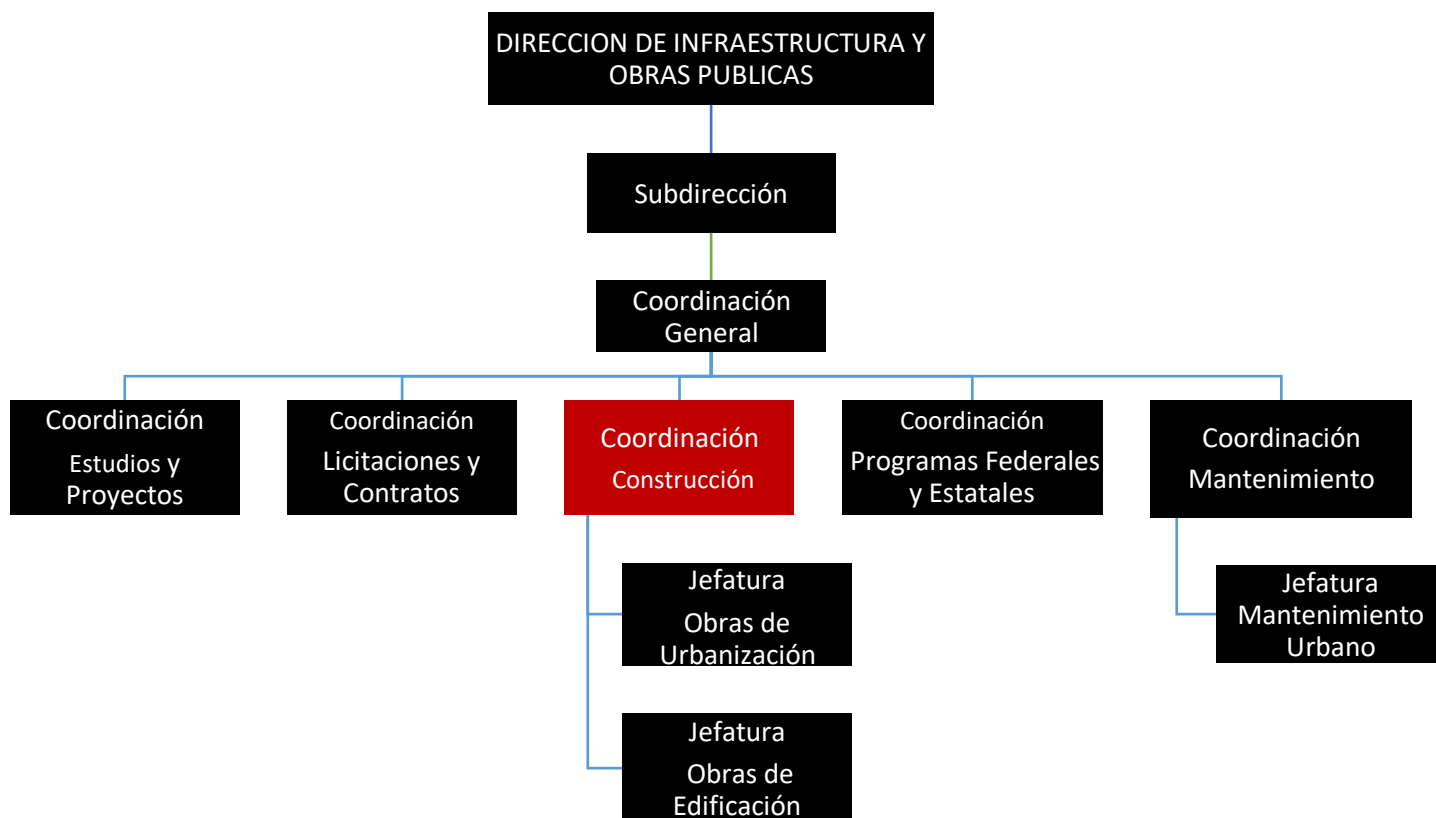 DIRECCION DE INFRAESTRUCTURA Y
OBRAS PUBLICAS
Subdirección
Coordinación
General
Coordinación
Estudios y
Proyectos
Coordinación
Licitaciones y
Contratos
Coordinación
Construcción
Coordinación
Programas Federales
y Estatales
Coordinación
Mantenimiento
Jefatura
Obras de
Urbanización
Jefatura
Mantenimiento
Urbano
Jefatura
Obras de
Edificación